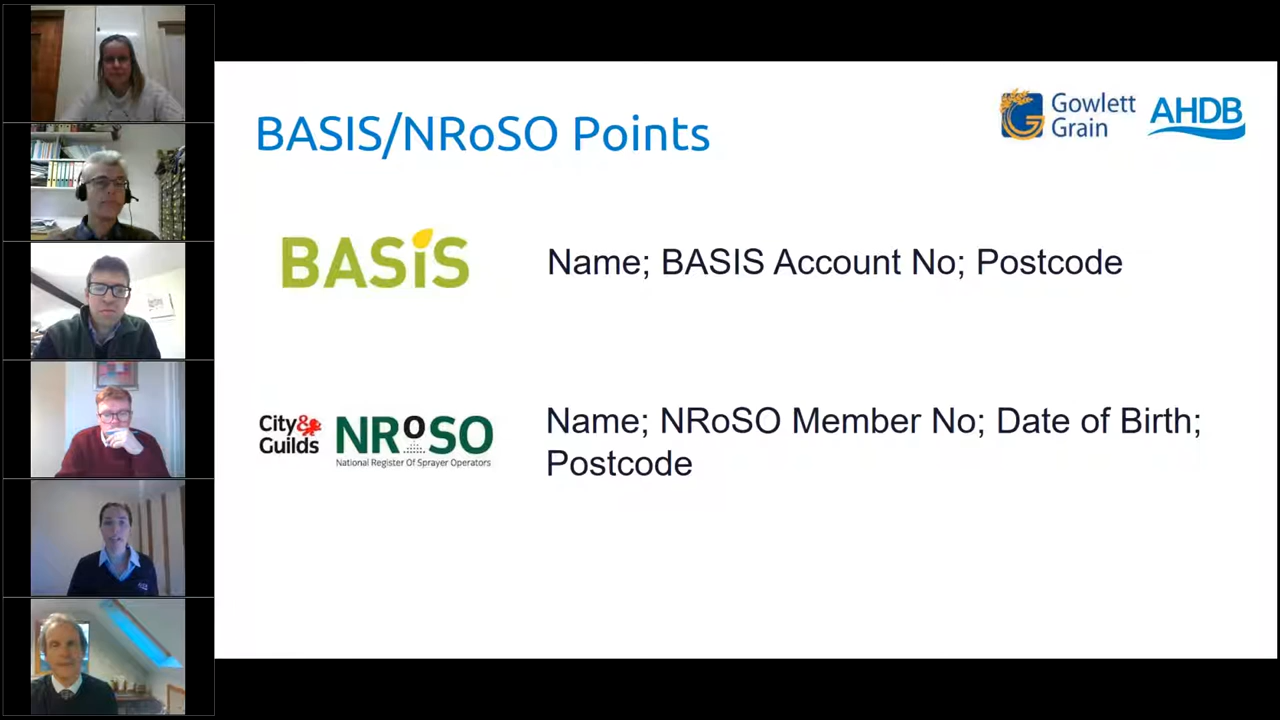 BASIS/NRoSO Points
Gowlett
Grain
AHDB
BASIS
Name; BASIS Account No; Postcode
City&
Guilds
NRoSO
National Register Of Sprayer Operators
Name; NRoSO Member No; Date of Birth;
Postcode